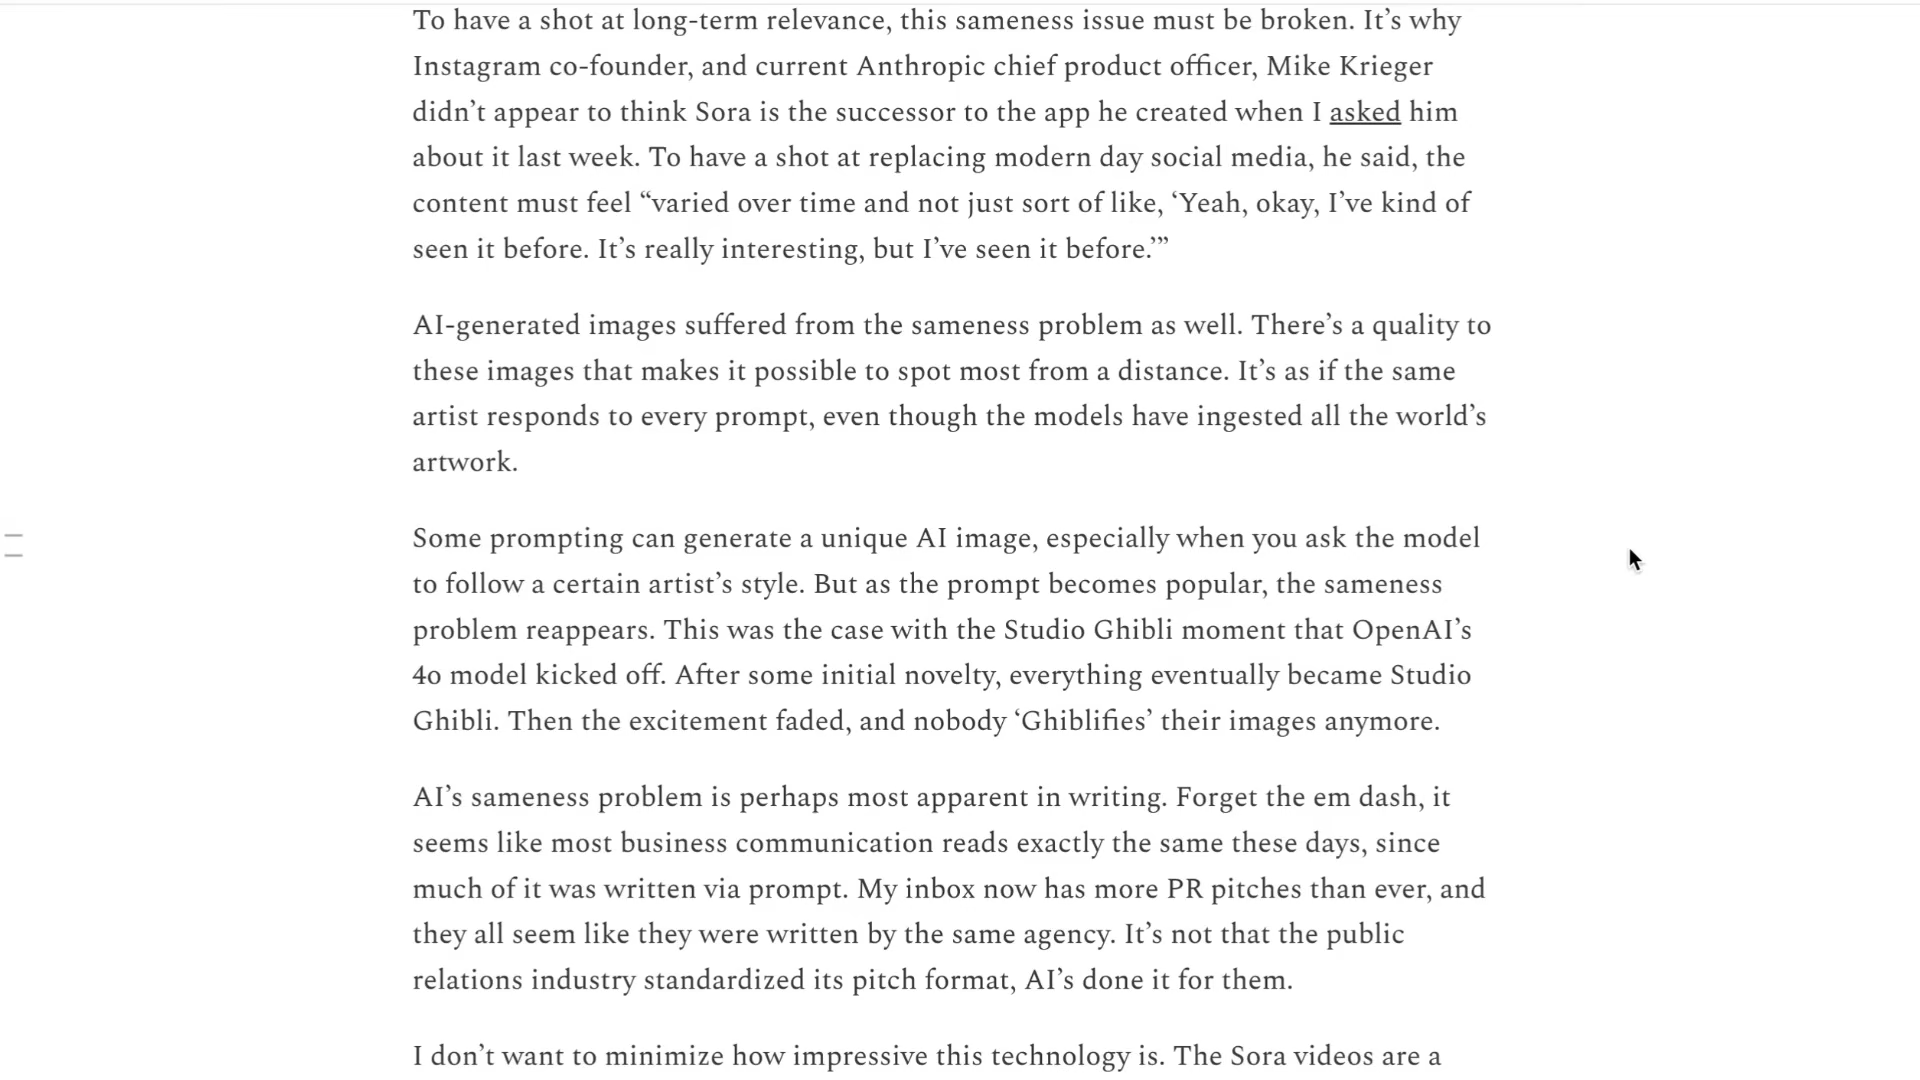 To have a shot at long-term relevance, this sameness issue must be broken. It’s why
Instagram co-founder, and current Anthropic chief product officer, Mike Krieger
didn’t appear to think Sora is the successor to the app he created when I asked him
about it last week. To have a shot at replacing modern day social media, he said, the
content must feel “varied over time and not just sort of like, ‘Yeah, okay, I’ve kind of
seen it before. It’s really interesting, but I’ve seen it before.’”
AI-generated images suffered from the sameness problem as well. There’s a quality to
these images that makes it possible to spot most from a distance. It’s as if the same
artist responds to every prompt, even though the models have ingested all the world’s
artwork.
Some prompting can generate a unique AI image, especially when you ask the model
to follow a certain artist’s style. But as the prompt becomes popular, the sameness
problem reappears. This was the case with the Studio Ghibli moment that OpenAI’s
4o model kicked off. After some initial novelty, everything eventually became Studio
Ghibli. Then the excitement faded, and nobody ‘Ghiblifies’ their images anymore.
AI’s sameness problem is perhaps most apparent in writing. Forget the em dash, it
seems like most business communication reads exactly the same these days, since
much of it was written via prompt. My inbox now has more PR pitches than ever, and
they all seem like they were written by the same agency. It’s not that the public
relations industry standardized its pitch format, AI’s done it for them.
I don’t want to minimize how impressive this technology is. The Sora videos are a